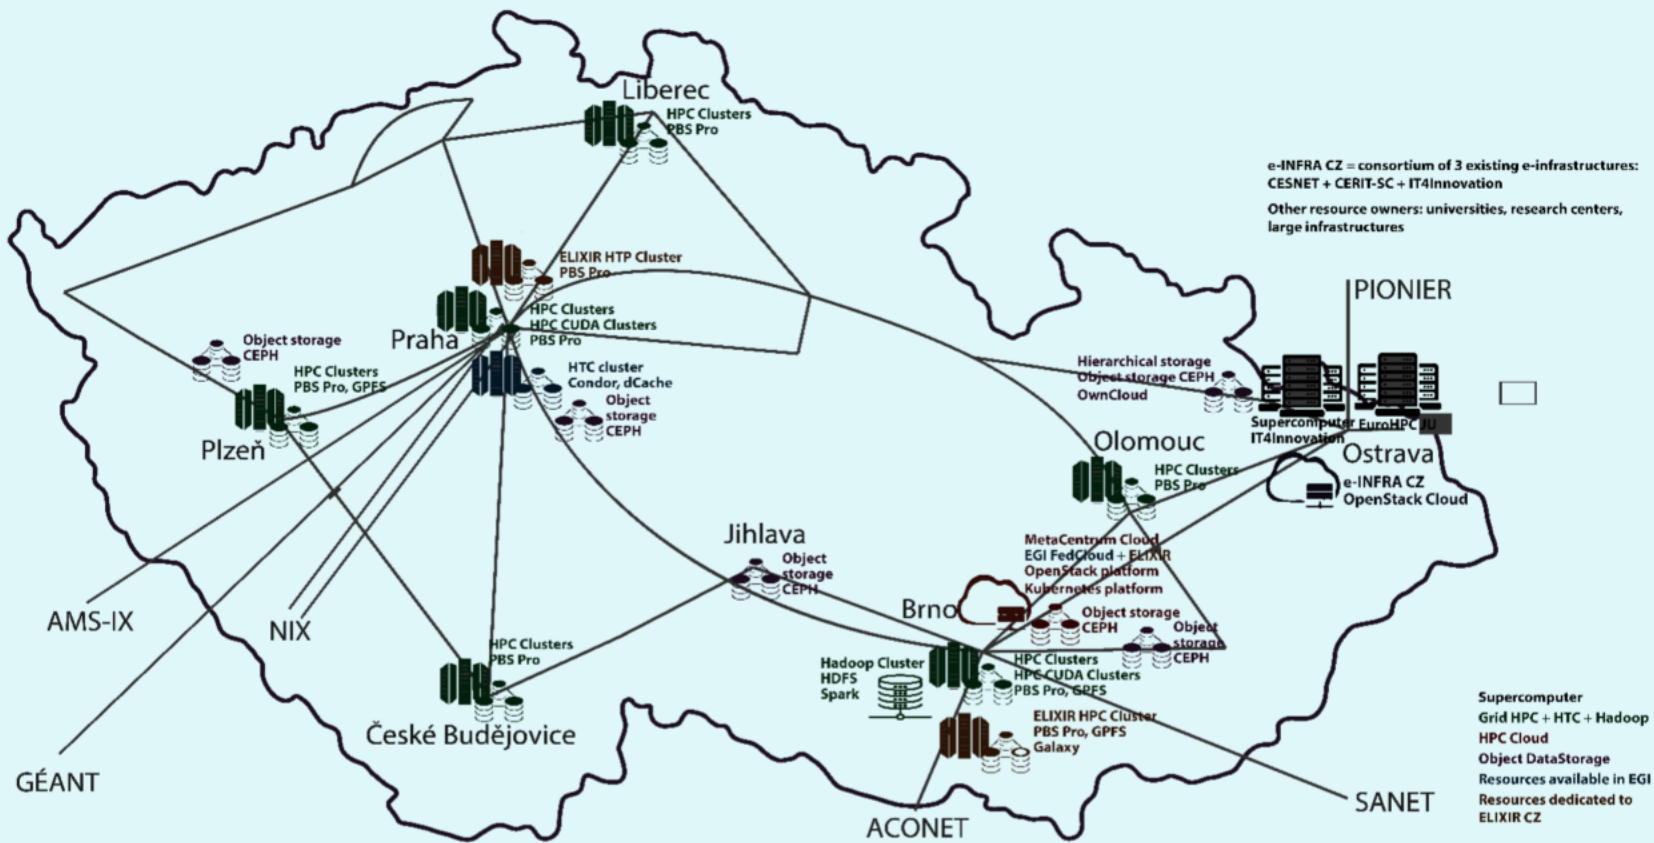 Liberec
HPC Clusters
PBS Pro
e-INFRA CZ = consortium of 3 existing e-infrastructures:
CESNET + CERIT-SC + IT4Innovation
Other resource owners: universities, research centers,
large infrastructures
ELIXIR HTP Cluster
PBS Pro
PIONIER
HPC Clusters
HPC CUDA Clusters
PBS Pro
Praha
Object storage
CEPH
HPC Clusters
PBS Pro, GPFS
Plzeň
HTC cluster
Condor, dCache
Object
storage
CEPH
Hierarchical storage
Object storage CEPH
OwnCloud
Supercomputer
IT4Innovation
EuroHPC JU
Ostrava
e-INFRA CZ
OpenStack Cloud
Olomouc
HPC Clusters
PBS Pro
Jihlava
Object
storage
CEPH
MetaCentrum Cloud
EGI FedCloud + ELIXIR
OpenStack platform
Kubernetes platform
Brno
Object storage
CEPH
Object
storage
CEPH
AMS-IX
NIX
HPC Clusters
PBS Pro
České Budějovice
Hadoop Cluster
HDFS
Spark
HPC Clusters
HPC CUDA Clusters
PBS Pro, GPFS
ELIXIR HPC Cluster
PBS Pro, GPFS
Galaxy
GÉANT
ACONET
SANET
Supercomputer
Grid HPC + HTC + Hadoop
HPC Cloud
Object DataStorage
Resources available in EGI
Resources dedicated to
ELIXIR CZ